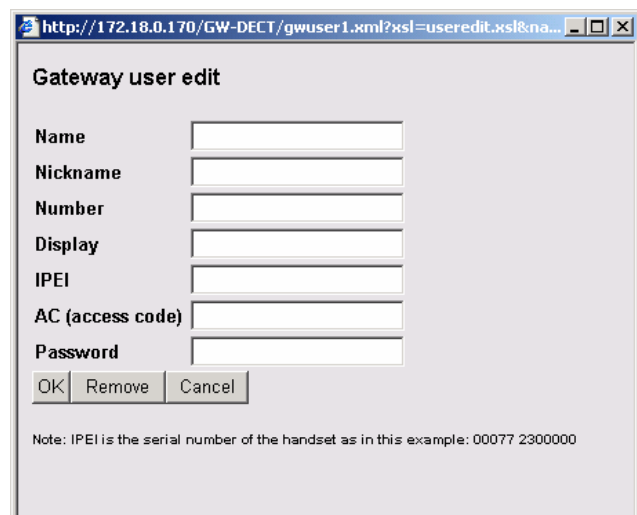 http://172.18.0.170/GW-DECT/gwuser1.xml?xsl=useredit.xsl&na...
Gateway user edit
Name
Nickname
Number
Display
IPEI
AC (access code)
Password
OK Remove Cancel
Note: IPEI is the serial number of the handset as in this example: 00077 2300000